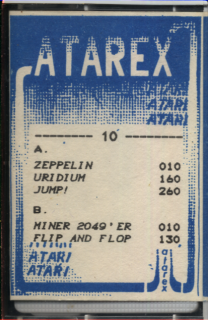 ATAREX
ATARI
ATARI
ATARI
10
A.
ZEPPELIN 010
URIDIUM 160
JUMP! 260
B.
MINER 2049'ER 010
FLIP AND FLOP 130
ATARI
ATARI
atarex